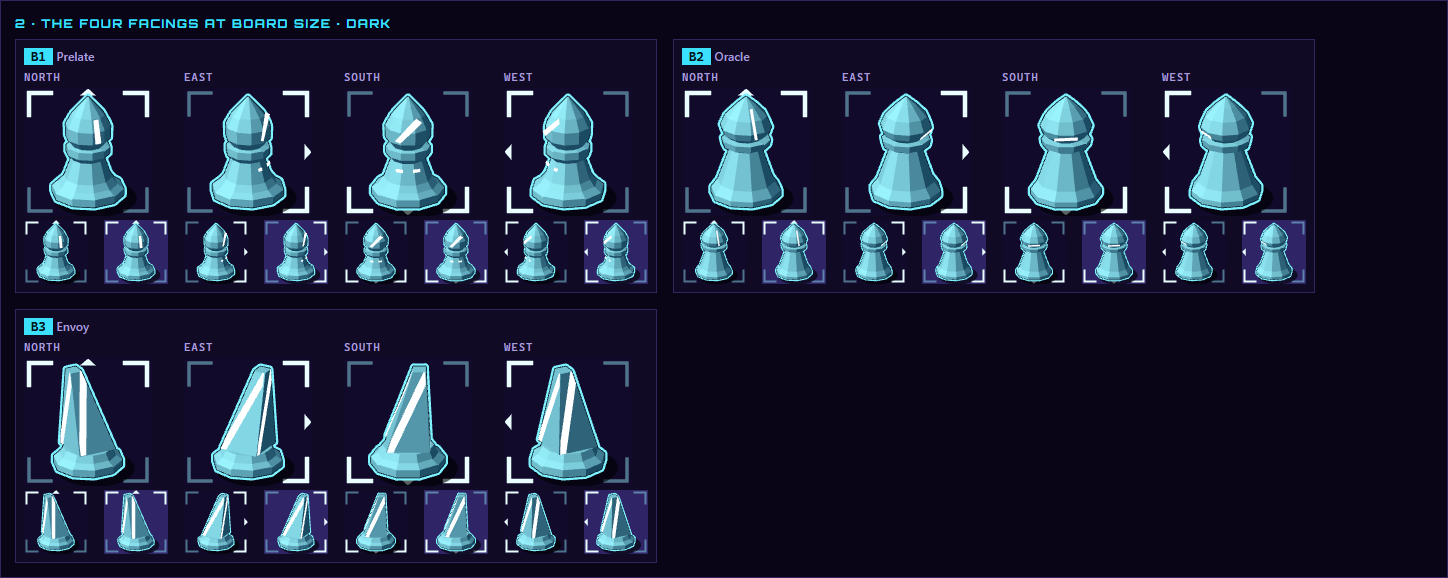 2 · THE FOUR FACINGS AT BOARD SIZE · DARK
B1 Prelate
NORTH EAST SOUTH WEST
B2 Oracle
NORTH EAST SOUTH WEST
B3 Envoy
NORTH EAST SOUTH WEST